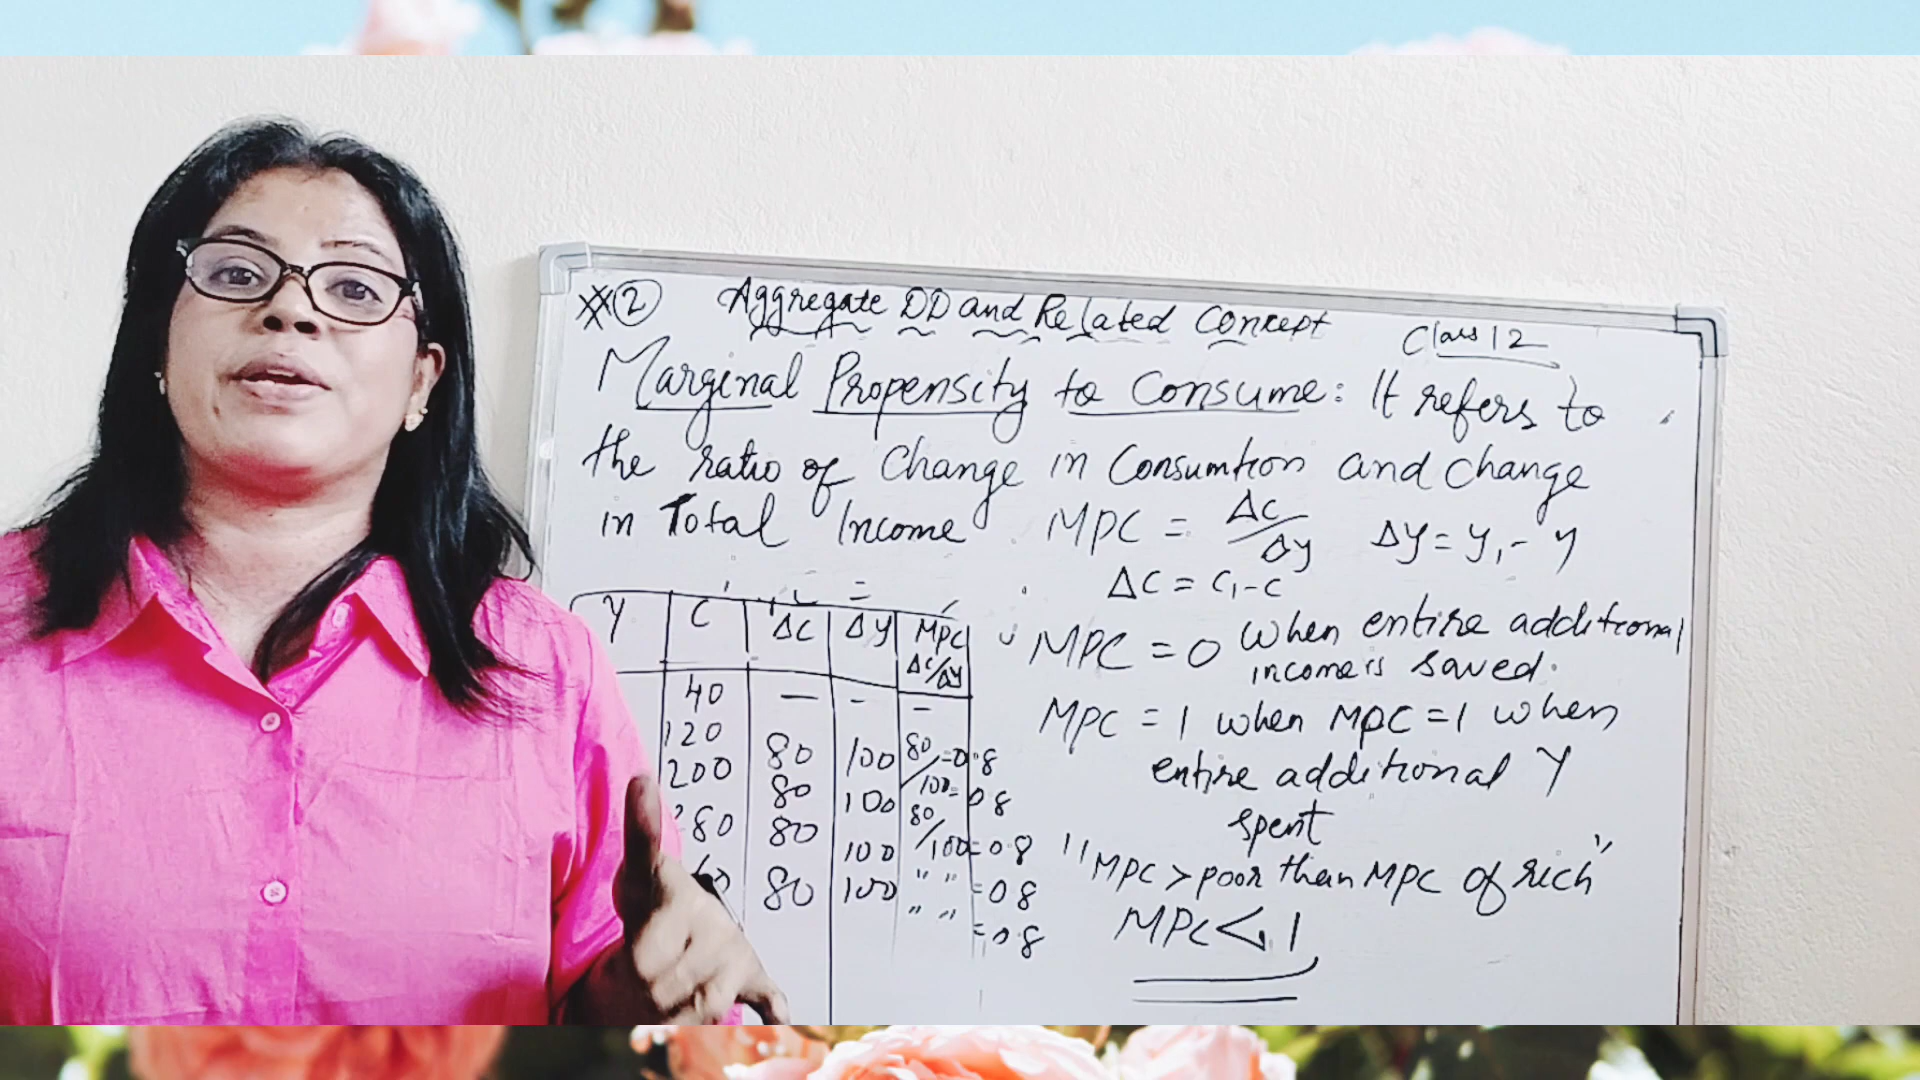 #② Aggregate DD and Related Concept
Class 12
Marginal Propensity to Consume: It refers to
the ratio of Change in Consumtion and change
in Total Income MPC = ΔC/ΔY ΔY = Y₁ - Y
ΔC = C₁ - C
Y C ΔC ΔY MPC
ΔC/ΔY
40 — - -
120 80 100 80/100 = 0.8
200 80 100 80/100 = 0.8
280 80 100 " " = 0.8
80 100 " " = 0.8
= 0.8
MPC = 0 When entire additional
income is saved.
MPC = 1 when MPC = 1 when
entire additional Y
spent
"MPC > poor than MPC of rich"
MPC < 1